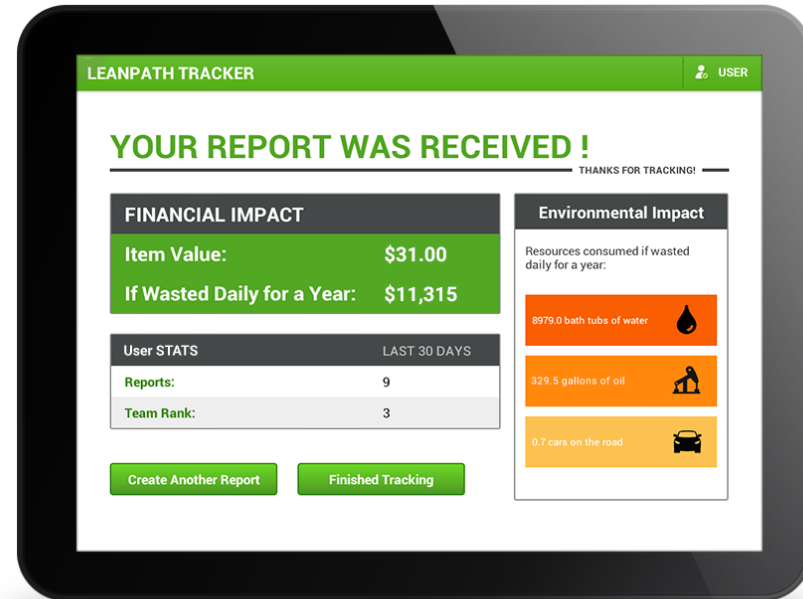 LEANPATH TRACKER
USER
YOUR REPORT WAS RECEIVED !
THANKS FOR TRACKING!
FINANCIAL IMPACT
Item Value: $31.00
If Wasted Daily for a Year: $11,315
User STATS LAST 30 DAYS
Reports: 9
Team Rank: 3
Create Another Report
Finished Tracking
Environmental Impact
Resources consumed if wasted
daily for a year:
8979.0 bath tubs of water
329.5 gallons of oil
0.7 cars on the road